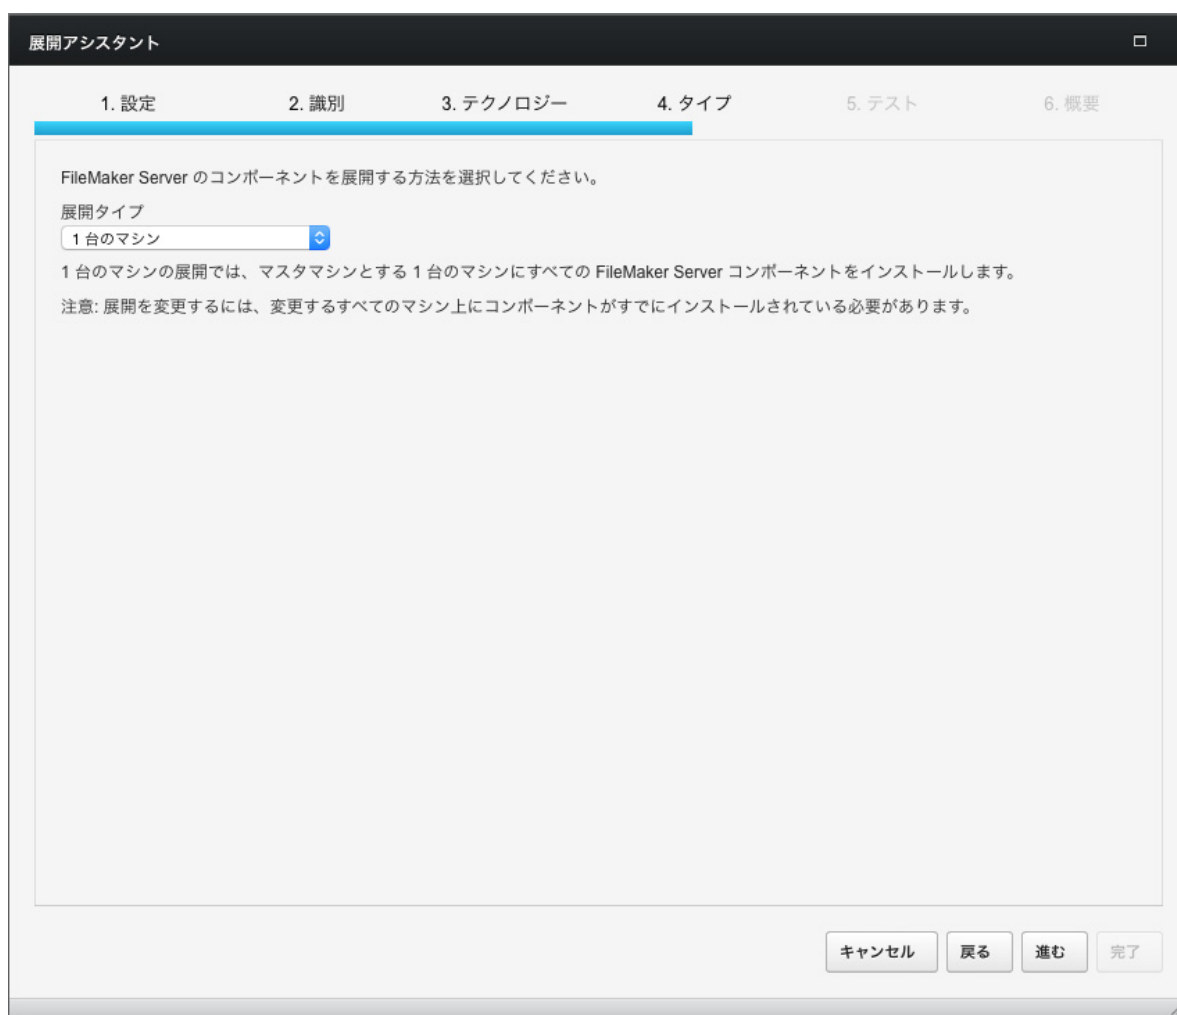 展開アシスタント
1. 設定 2. 識別 3. テクノロジー 4. タイプ 5. テスト 6. 概要
FileMaker Server のコンポーネントを展開する方法を選択してください。
展開タイプ
1 台のマシン
1 台のマシンの展開では、マスタマシンとする 1 台のマシンにすべての FileMaker Server コンポーネントをインストールします。
注意: 展開を変更するには、変更するすべてのマシン上にコンポーネントがすでにインストールされている必要があります。
キャンセル 戻る 進む 完了